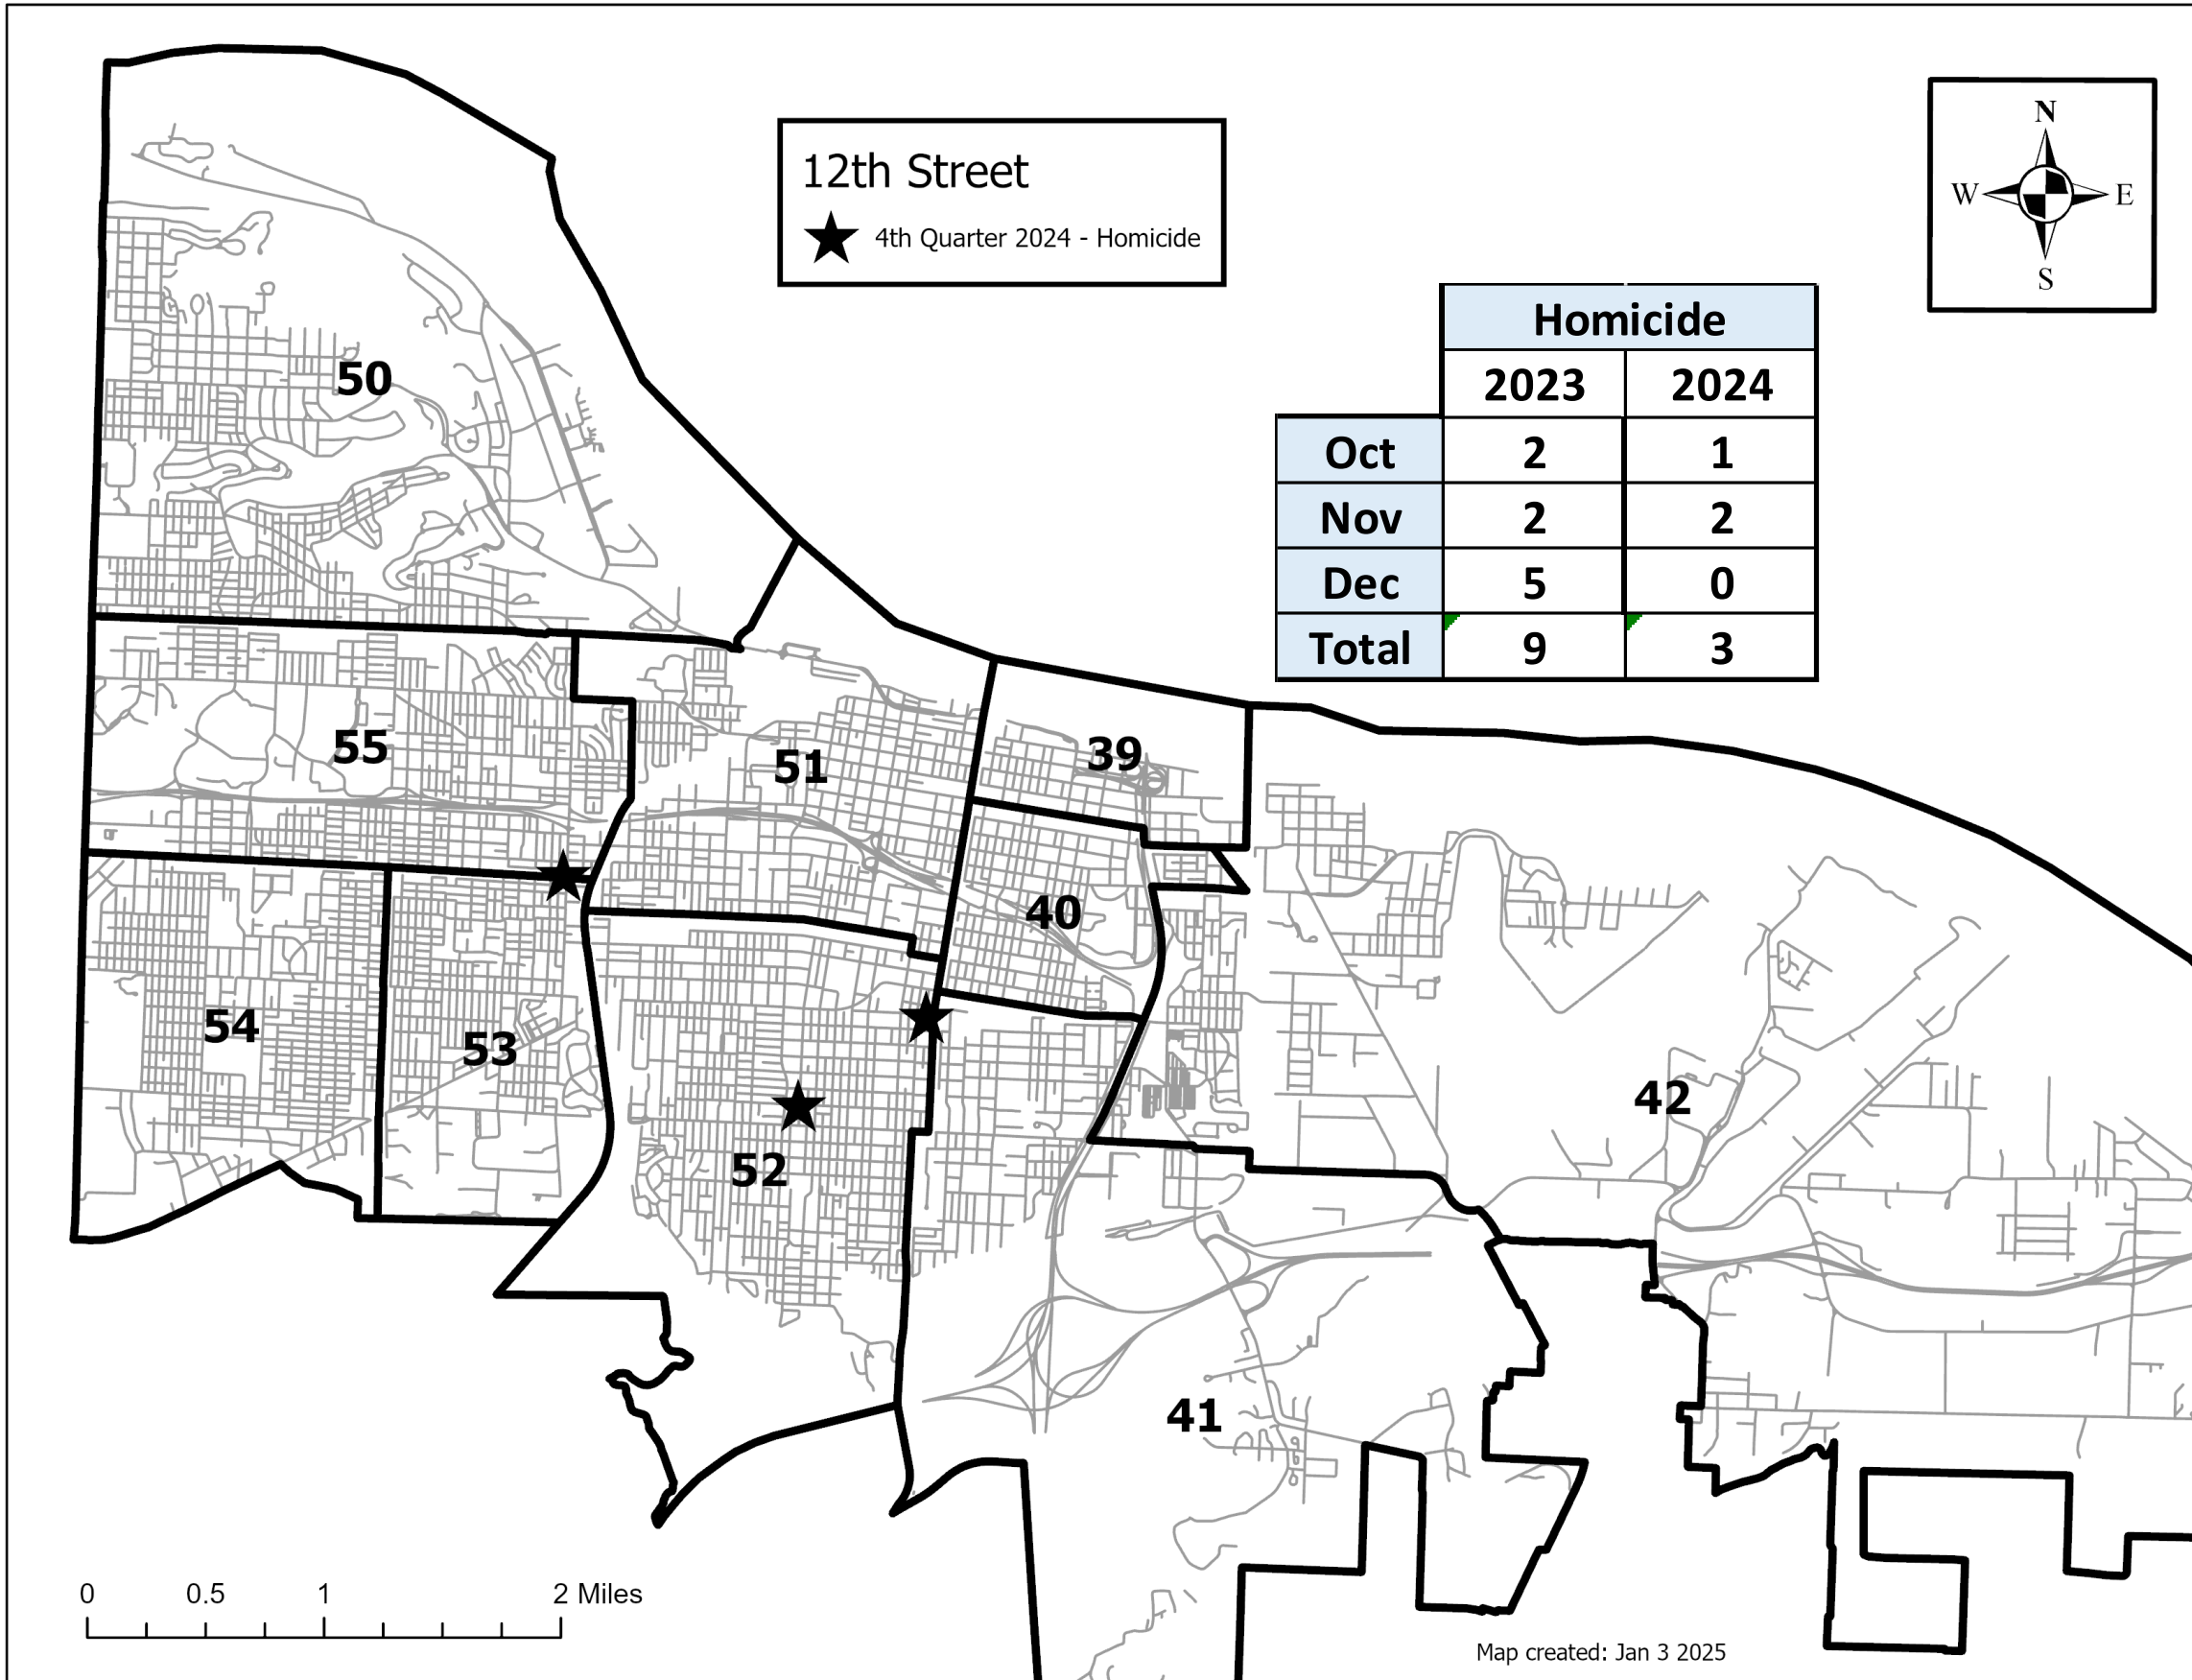 N
W E
S
12th Street
4th Quarter 2024 - Homicide
Homicide
2023 2024
Oct 2 1
Nov 2 2
Dec 5 0
Total 9 3
50
55
51
39
40
54
53
52
42
41
0 0.5 1 2 Miles
Map created: Jan 3 2025